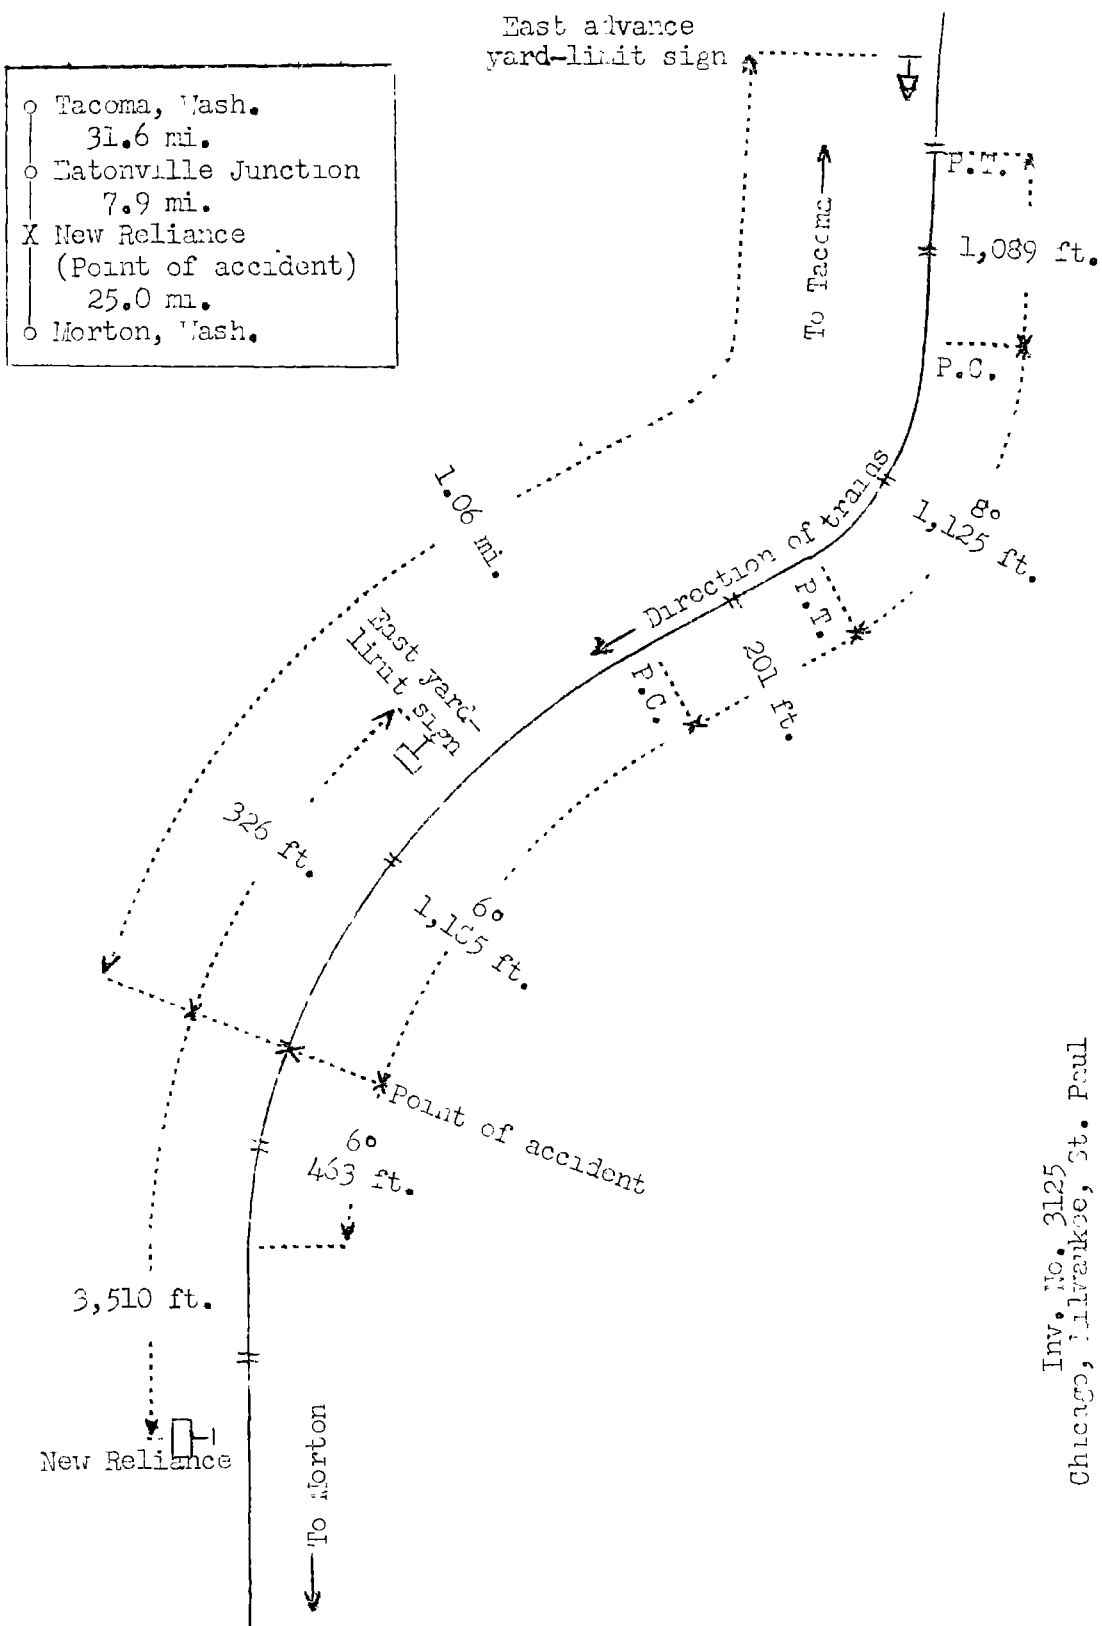 East advance
yard-limit sign
Tacoma, Wash.
31.6 mi.
Eatonville Junction
7.9 mi.
X New Reliance
(Point of accident)
25.0 mi.
Morton, Wash.
To Tacoma
P.T.
1,089 ft.
P.C.
8°
1,125 ft.
Direction of trains
P.T.
201 ft.
P.C.
1.06 mi.
East yard-
limit sign
326 ft.
6°
ft.
Point of accident
6°
463 ft.
3,510 ft.
New Reliance
To Morton
Inv. No. 3125
Chicago, Milwaukee, St. Paul